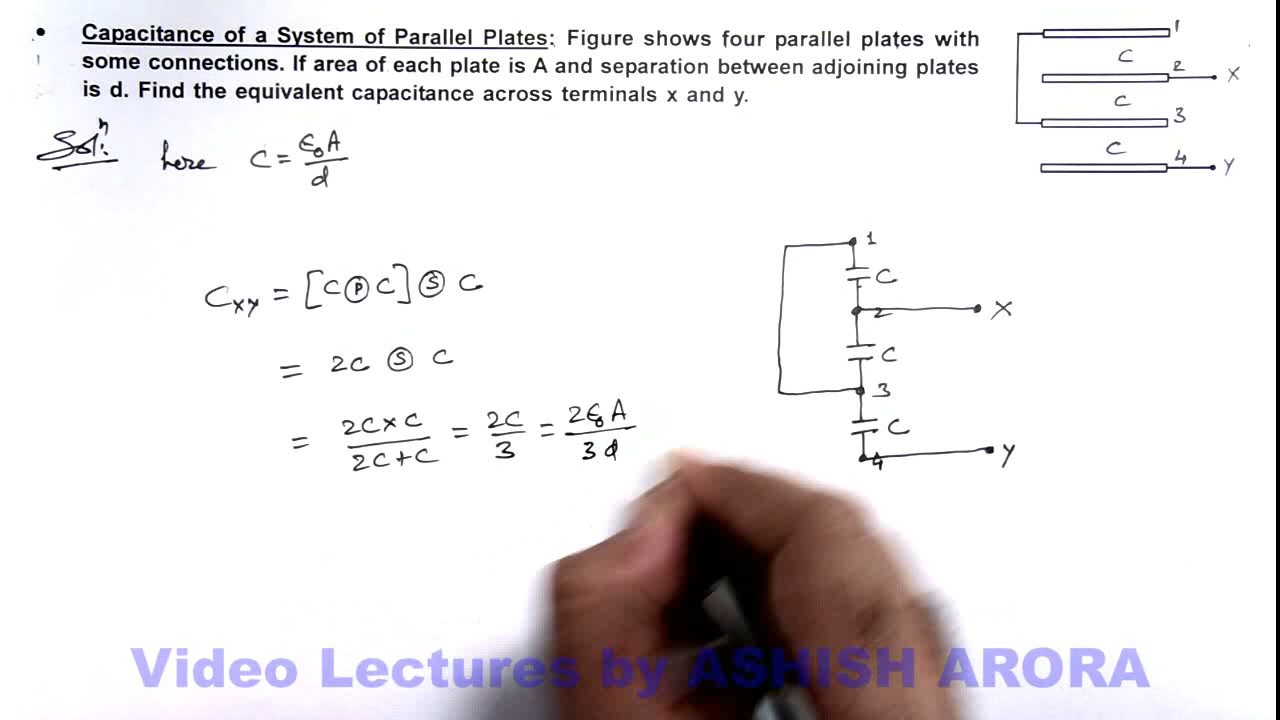 • Capacitance of a System of Parallel Plates: Figure shows four parallel plates with
some connections. If area of each plate is A and separation between adjoining plates
is d. Find the equivalent capacitance across terminals x and y.
1
C
2 X
C
3
C
4 Y
Solⁿ: here C = ε₀A/d
C_XY = [C Ⓟ C] Ⓢ C
= 2C Ⓢ C
= 2C×C/2C+C = 2C/3 = 2ε₀A/3d
1
C
2 X
C
3
C
4 Y
Video Lectures by ASHISH ARORA